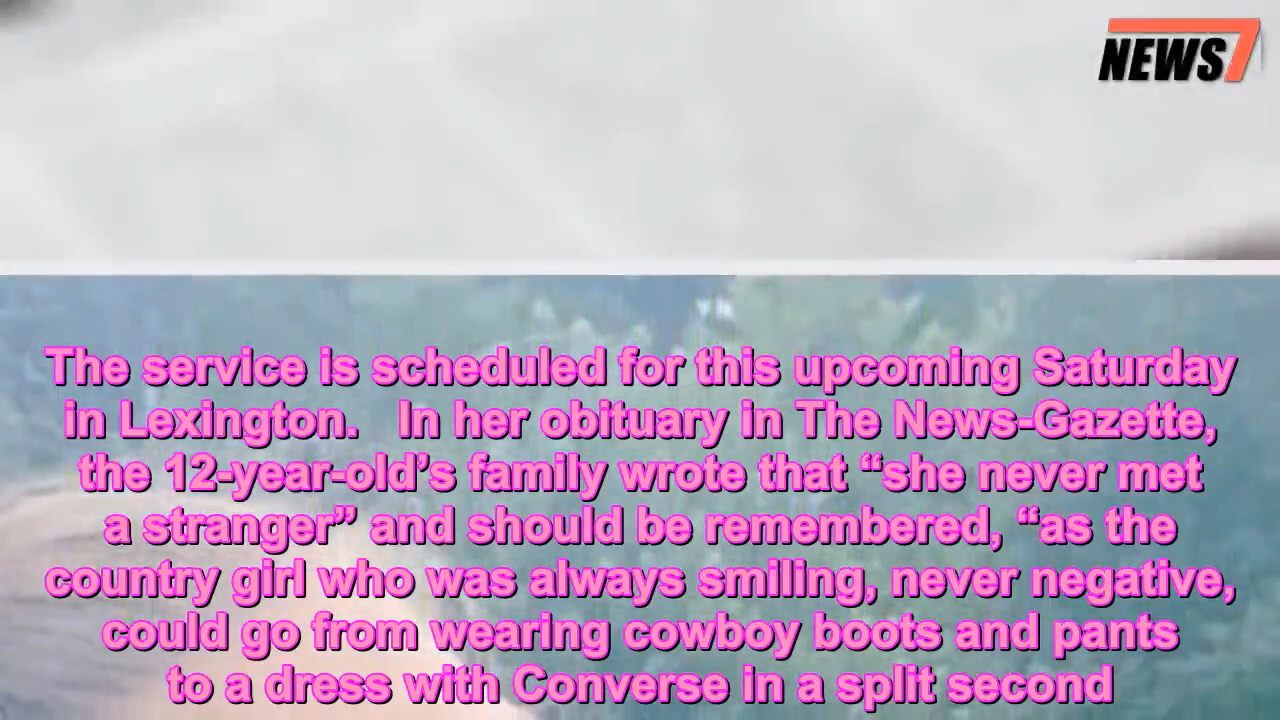 NEWS7
The service is scheduled for this upcoming Saturday
in Lexington.   In her obituary in The News-Gazette,
the 12-year-old’s family wrote that “she never met
a stranger” and should be remembered, “as the
country girl who was always smiling, never negative,
could go from wearing cowboy boots and pants
to a dress with Converse in a split second